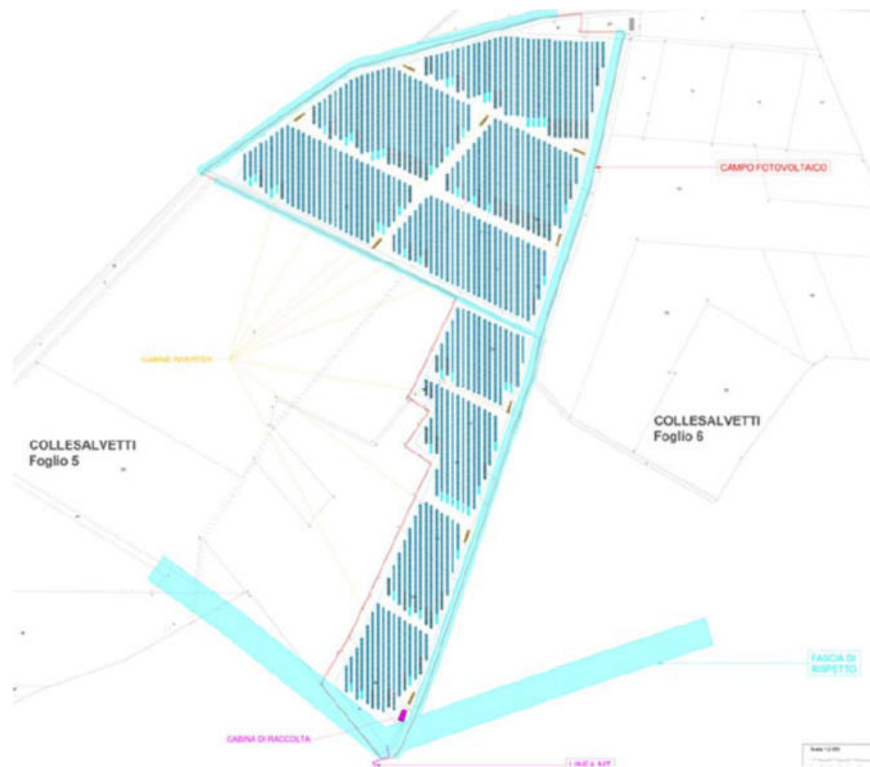 CAMPO FOTOVOLTAICO
CABINE INVERTER
COLLESALVETTI
Foglio 5
COLLESALVETTI
Foglio 6
FASCIA DI
RISPETTO
CABINA DI RACCOLTA
LINEA MT